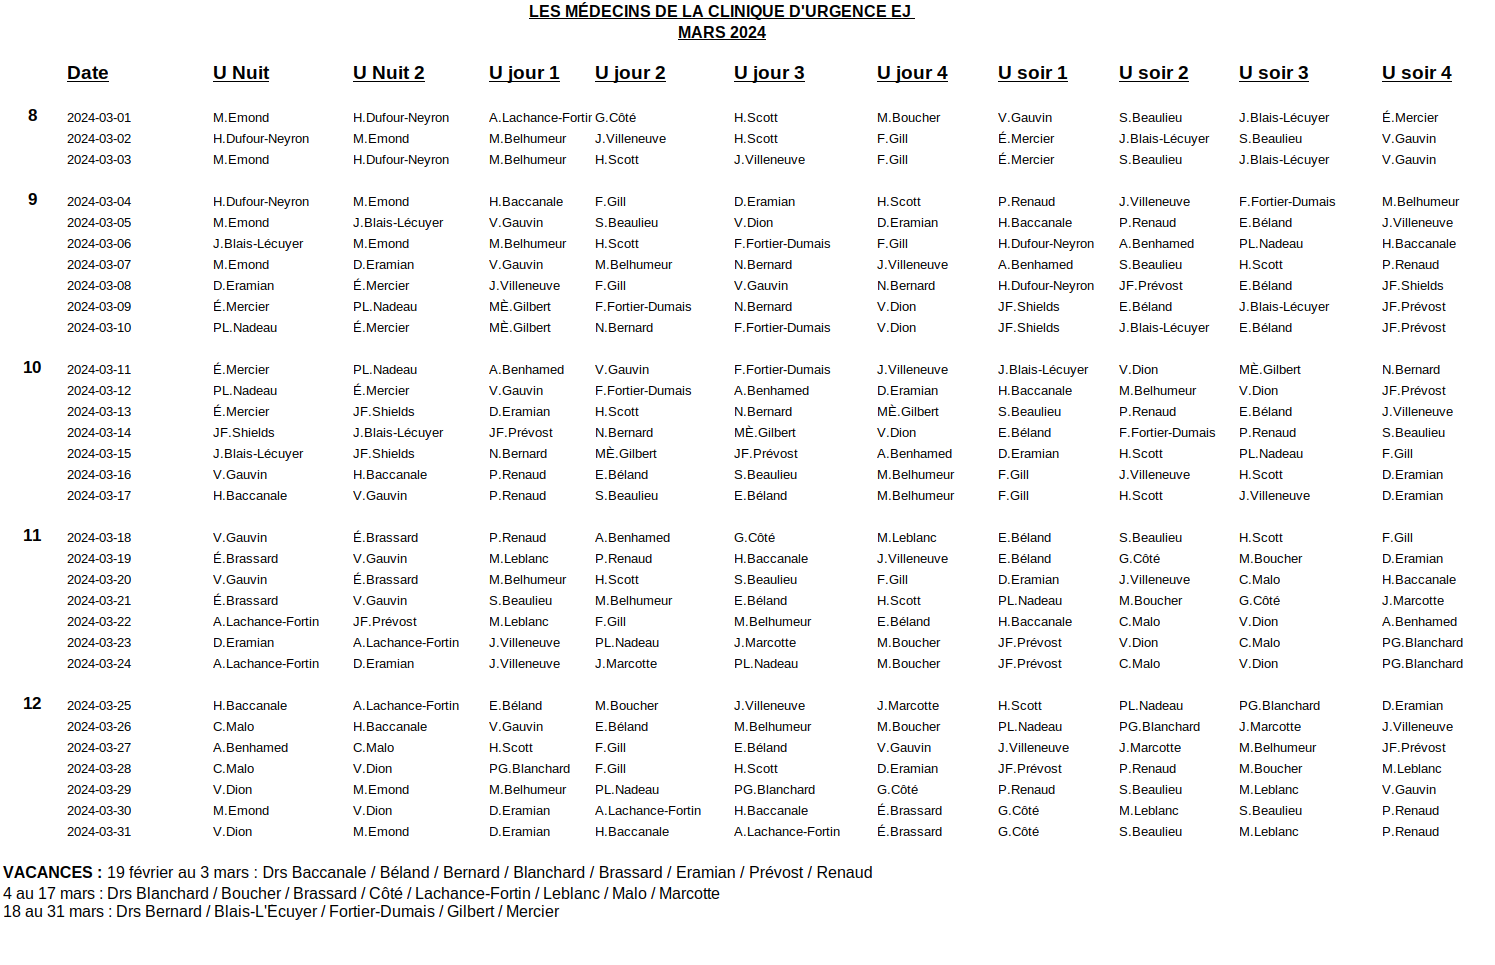 LES MÉDECINS DE LA CLINIQUE D'URGENCE EJ
MARS 2024
Date U Nuit U Nuit 2 U jour 1 U jour 2 U jour 3 U jour 4 U soir 1 U soir 2 U soir 3 U soir 4
8 2024-03-01 M.Emond H.Dufour-Neyron A.Lachance-Fortin G.Côté H.Scott M.Boucher V.Gauvin S.Beaulieu J.Blais-Lécuyer É.Mercier
2024-03-02 H.Dufour-Neyron M.Emond M.Belhumeur J.Villeneuve H.Scott F.Gill É.Mercier J.Blais-Lécuyer S.Beaulieu V.Gauvin
2024-03-03 M.Emond H.Dufour-Neyron M.Belhumeur H.Scott J.Villeneuve F.Gill É.Mercier S.Beaulieu J.Blais-Lécuyer V.Gauvin
9 2024-03-04 H.Dufour-Neyron M.Emond H.Baccanale F.Gill D.Eramian H.Scott P.Renaud J.Villeneuve F.Fortier-Dumais M.Belhumeur
2024-03-05 M.Emond J.Blais-Lécuyer V.Gauvin S.Beaulieu V.Dion D.Eramian H.Baccanale P.Renaud E.Béland J.Villeneuve
2024-03-06 J.Blais-Lécuyer M.Emond M.Belhumeur H.Scott F.Fortier-Dumais F.Gill H.Dufour-Neyron A.Benhamed PL.Nadeau H.Baccanale
2024-03-07 M.Emond D.Eramian V.Gauvin M.Belhumeur N.Bernard J.Villeneuve A.Benhamed S.Beaulieu H.Scott P.Renaud
2024-03-08 D.Eramian É.Mercier J.Villeneuve F.Gill V.Gauvin N.Bernard H.Dufour-Neyron JF.Prévost E.Béland JF.Shields
2024-03-09 É.Mercier PL.Nadeau MÈ.Gilbert F.Fortier-Dumais N.Bernard V.Dion JF.Shields E.Béland J.Blais-Lécuyer JF.Prévost
2024-03-10 PL.Nadeau É.Mercier MÈ.Gilbert N.Bernard F.Fortier-Dumais V.Dion JF.Shields J.Blais-Lécuyer E.Béland JF.Prévost
10 2024-03-11 É.Mercier PL.Nadeau A.Benhamed V.Gauvin F.Fortier-Dumais J.Villeneuve J.Blais-Lécuyer V.Dion MÈ.Gilbert N.Bernard
2024-03-12 PL.Nadeau É.Mercier V.Gauvin F.Fortier-Dumais A.Benhamed D.Eramian H.Baccanale M.Belhumeur V.Dion JF.Prévost
2024-03-13 É.Mercier JF.Shields D.Eramian H.Scott N.Bernard MÈ.Gilbert S.Beaulieu P.Renaud E.Béland J.Villeneuve
2024-03-14 JF.Shields J.Blais-Lécuyer JF.Prévost N.Bernard MÈ.Gilbert V.Dion E.Béland F.Fortier-Dumais P.Renaud S.Beaulieu
2024-03-15 J.Blais-Lécuyer JF.Shields N.Bernard MÈ.Gilbert JF.Prévost A.Benhamed D.Eramian H.Scott PL.Nadeau F.Gill
2024-03-16 V.Gauvin H.Baccanale P.Renaud E.Béland S.Beaulieu M.Belhumeur F.Gill J.Villeneuve H.Scott D.Eramian
2024-03-17 H.Baccanale V.Gauvin P.Renaud S.Beaulieu E.Béland M.Belhumeur F.Gill H.Scott J.Villeneuve D.Eramian
11 2024-03-18 V.Gauvin É.Brassard P.Renaud A.Benhamed G.Côté M.Leblanc E.Béland S.Beaulieu H.Scott F.Gill
2024-03-19 É.Brassard V.Gauvin M.Leblanc P.Renaud H.Baccanale J.Villeneuve E.Béland G.Côté M.Boucher D.Eramian
2024-03-20 V.Gauvin É.Brassard M.Belhumeur H.Scott S.Beaulieu F.Gill D.Eramian J.Villeneuve C.Malo H.Baccanale
2024-03-21 É.Brassard V.Gauvin S.Beaulieu M.Belhumeur E.Béland H.Scott PL.Nadeau M.Boucher G.Côté J.Marcotte
2024-03-22 A.Lachance-Fortin JF.Prévost M.Leblanc F.Gill M.Belhumeur E.Béland H.Baccanale C.Malo V.Dion A.Benhamed
2024-03-23 D.Eramian A.Lachance-Fortin J.Villeneuve PL.Nadeau J.Marcotte M.Boucher JF.Prévost V.Dion C.Malo PG.Blanchard
2024-03-24 A.Lachance-Fortin D.Eramian J.Villeneuve J.Marcotte PL.Nadeau M.Boucher JF.Prévost C.Malo V.Dion PG.Blanchard
12 2024-03-25 H.Baccanale A.Lachance-Fortin E.Béland M.Boucher J.Villeneuve J.Marcotte H.Scott PL.Nadeau PG.Blanchard D.Eramian
2024-03-26 C.Malo H.Baccanale V.Gauvin E.Béland M.Belhumeur M.Boucher PL.Nadeau PG.Blanchard J.Marcotte J.Villeneuve
2024-03-27 A.Benhamed C.Malo H.Scott F.Gill E.Béland V.Gauvin J.Villeneuve J.Marcotte M.Belhumeur JF.Prévost
2024-03-28 C.Malo V.Dion PG.Blanchard F.Gill H.Scott D.Eramian JF.Prévost P.Renaud M.Boucher M.Leblanc
2024-03-29 V.Dion M.Emond M.Belhumeur PL.Nadeau PG.Blanchard G.Côté P.Renaud S.Beaulieu M.Leblanc V.Gauvin
2024-03-30 M.Emond V.Dion D.Eramian A.Lachance-Fortin H.Baccanale É.Brassard G.Côté M.Leblanc S.Beaulieu P.Renaud
2024-03-31 V.Dion M.Emond D.Eramian H.Baccanale A.Lachance-Fortin É.Brassard G.Côté S.Beaulieu M.Leblanc P.Renaud
VACANCES : 19 février au 3 mars : Drs Baccanale / Béland / Bernard / Blanchard / Brassard / Eramian / Prévost / Renaud
4 au 17 mars : Drs Blanchard / Boucher / Brassard / Côté / Lachance-Fortin / Leblanc / Malo / Marcotte
18 au 31 mars : Drs Bernard / Blais-L'Ecuyer / Fortier-Dumais / Gilbert / Mercier